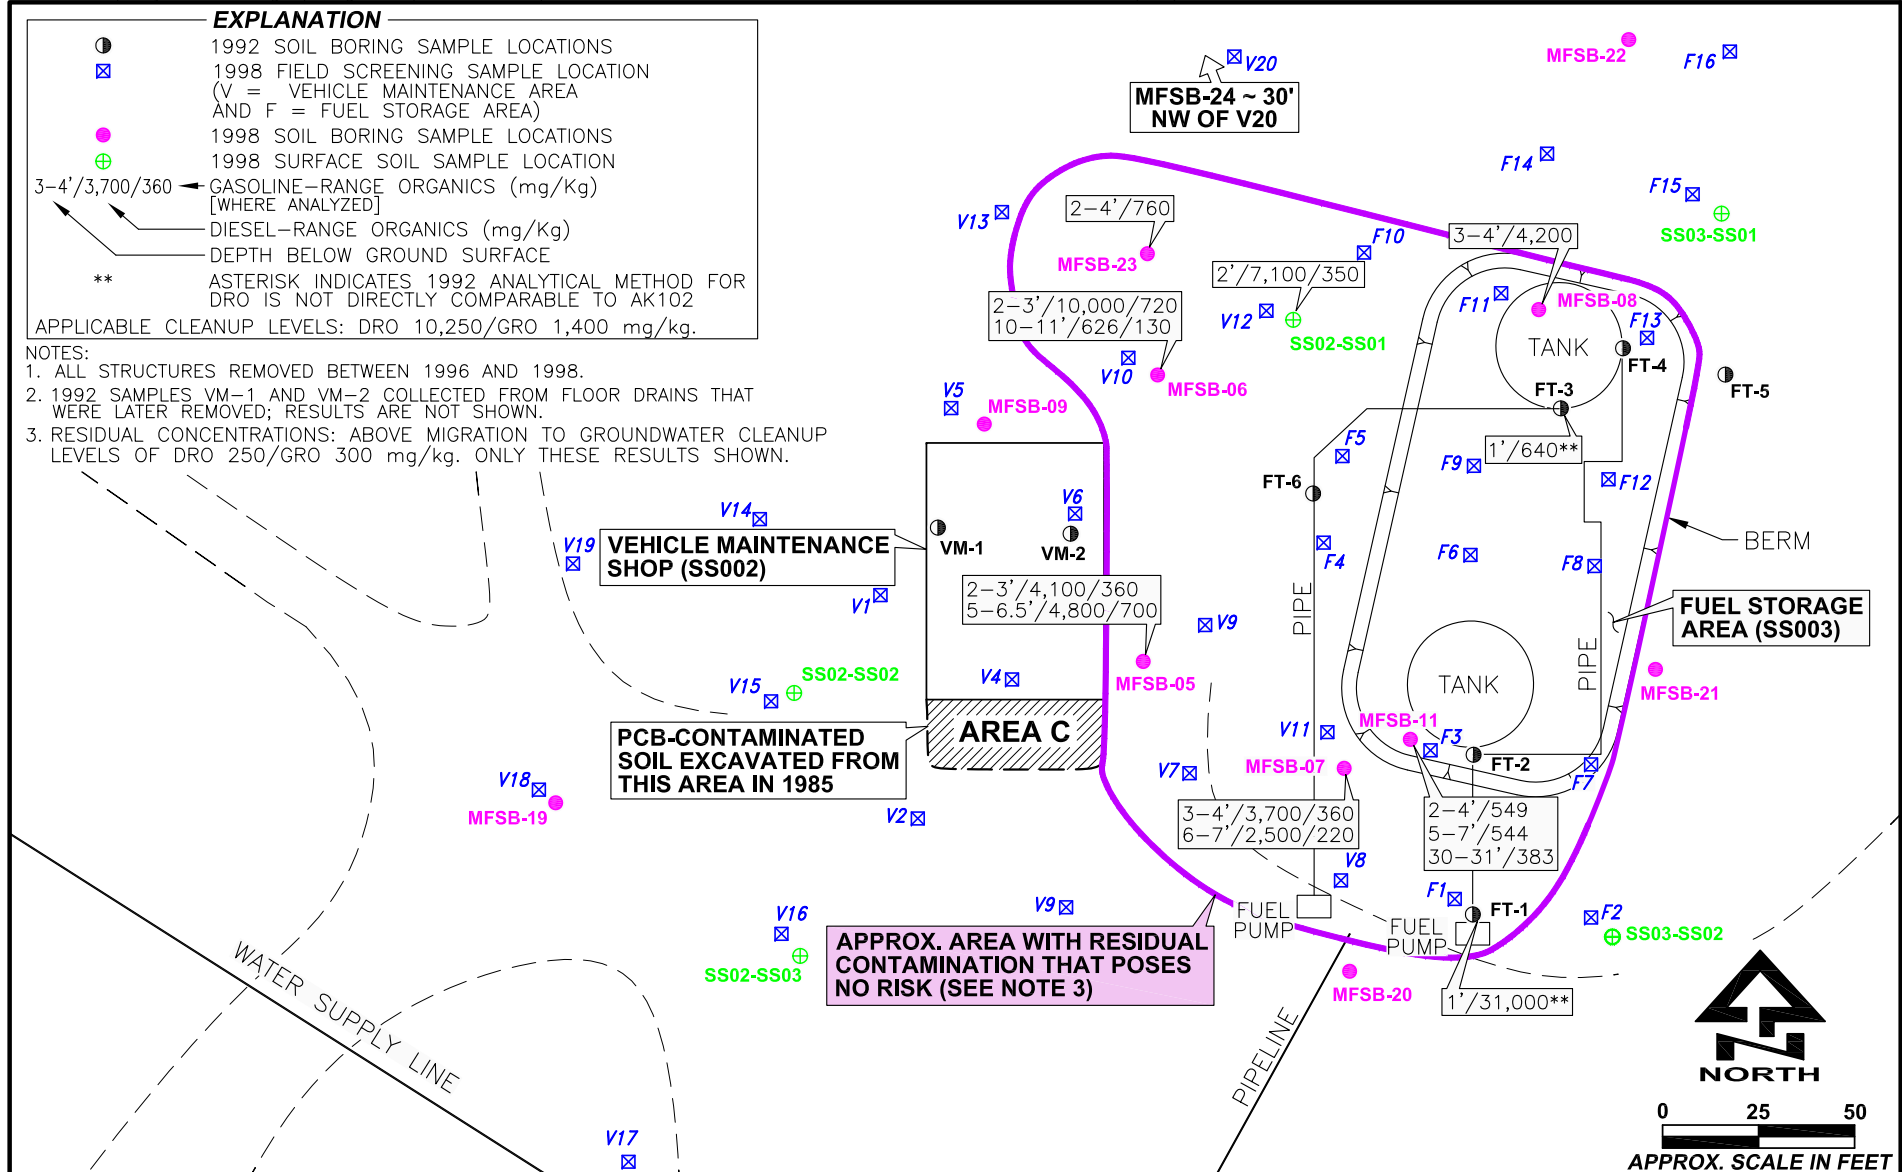 EXPLANATION
1992 SOIL BORING SAMPLE LOCATIONS
1998 FIELD SCREENING SAMPLE LOCATION
(V = VEHICLE MAINTENANCE AREA
AND F = FUEL STORAGE AREA)
1998 SOIL BORING SAMPLE LOCATIONS
1998 SURFACE SOIL SAMPLE LOCATION
3-4'/3,700/360
GASOLINE-RANGE ORGANICS (mg/Kg)
[WHERE ANALYZED]
DIESEL-RANGE ORGANICS (mg/Kg)
DEPTH BELOW GROUND SURFACE
** ASTERISK INDICATES 1992 ANALYTICAL METHOD FOR
DRO IS NOT DIRECTLY COMPARABLE TO AK102
APPLICABLE CLEANUP LEVELS: DRO 10,250/GRO 1,400 mg/kg.
NOTES:
1. ALL STRUCTURES REMOVED BETWEEN 1996 AND 1998.
2. 1992 SAMPLES VM-1 AND VM-2 COLLECTED FROM FLOOR DRAINS THAT
WERE LATER REMOVED; RESULTS ARE NOT SHOWN.
3. RESIDUAL CONCENTRATIONS: ABOVE MIGRATION TO GROUNDWATER CLEANUP
LEVELS OF DRO 250/GRO 300 mg/kg. ONLY THESE RESULTS SHOWN.
V20
MFSB-24 ~ 30'
NW OF V20
MFSB-22
F16
F14
F15
SS03-SS01
V13
2-4'/760
MFSB-23
F10
3-4'/4,200
2'/7,100/350
2-3'/10,000/720
10-11'/626/130
V12
SS02-SS01
F11
MFSB-08
F13
TANK
FT-4
V10
MFSB-06
FT-3
FT-5
V5
MFSB-09
F5
1'/640**
F9
F12
FT-6
V14
V6
VM-1
VM-2
VEHICLE MAINTENANCE
SHOP (SS002)
V19
V1
F4
F6
F8
BERM
2-3'/4,100/360
5-6.5'/4,800/700
V9
PIPE
PIPE
FUEL STORAGE
AREA (SS003)
SS02-SS02
V15
V4
MFSB-05
TANK
MFSB-21
PCB-CONTAMINATED
SOIL EXCAVATED FROM
THIS AREA IN 1985
AREA C
V11
MFSB-11
F3
FT-2
F7
V18
MFSB-19
V2
V7
MFSB-07
3-4'/3,700/360
6-7'/2,500/220
2-4'/549
5-7'/544
30-31'/383
V8
F1
FT-1
F2
SS03-SS02
V16
SS02-SS03
V9
FUEL
PUMP
FUEL
PUMP
APPROX. AREA WITH RESIDUAL
CONTAMINATION THAT POSES
NO RISK (SEE NOTE 3)
MFSB-20
1'/31,000**
WATER SUPPLY LINE
PIPELINE
V17
NORTH
0 25 50
APPROX. SCALE IN FEET